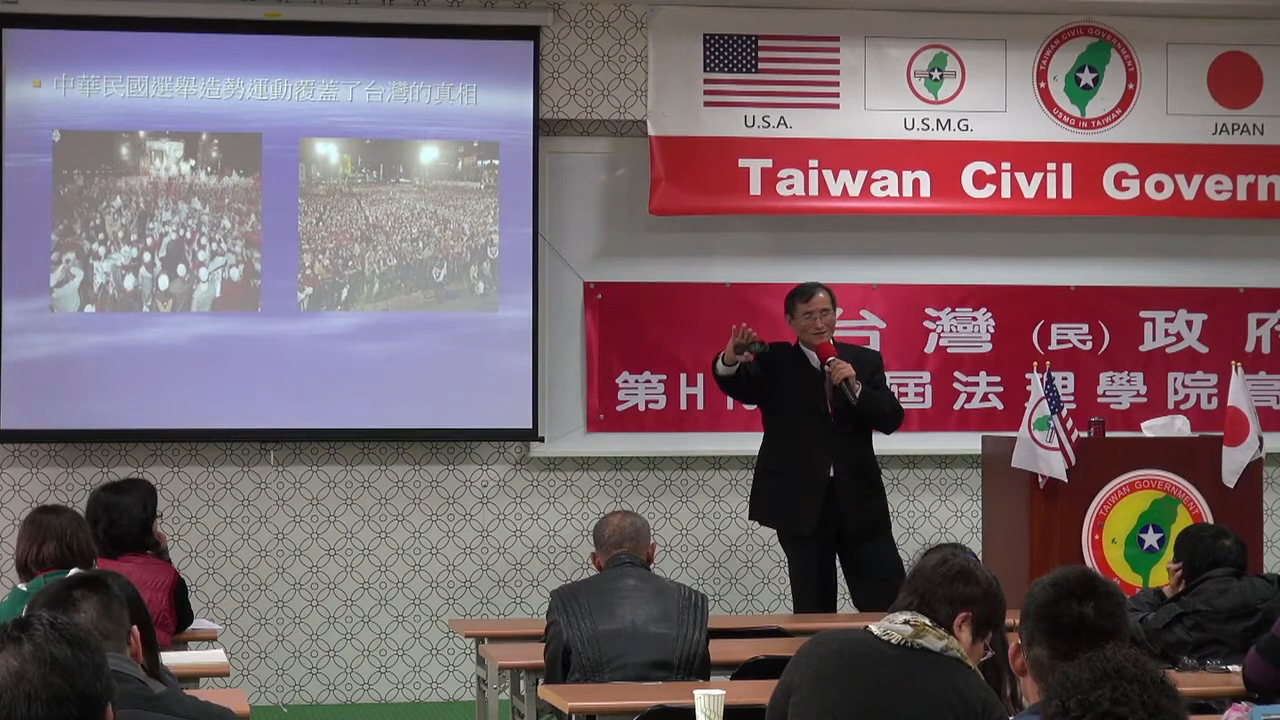 中華民國選舉造勢運動覆蓋了台灣的真相
U.S.A.
U.S.M.G.
TAIWAN CIVIL GOVERNMENT
USMG IN TAIWAN
JAPAN
Taiwan Civil Govern
台灣(民)政府
第H 屆法理學院高
TAIWAN GOVERNMENT